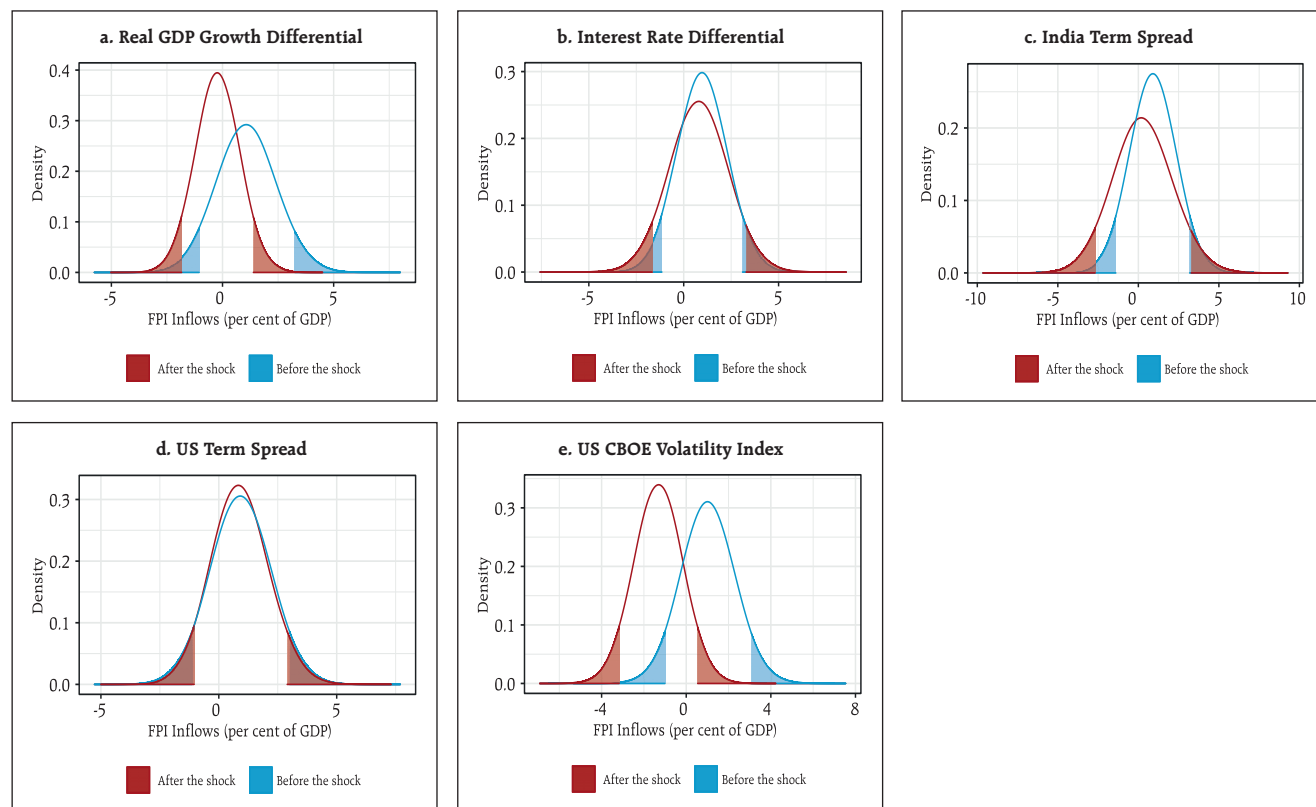 a. Real GDP Growth Differential
0.4
0.3
0.2
0.1
0.0
Density
-5 0 5
FPI Inflows (per cent of GDP)
After the shock Before the shock
b. Interest Rate Differential
0.3
0.2
0.1
0.0
Density
-5 0 5
FPI Inflows (per cent of GDP)
After the shock Before the shock
c. India Term Spread
0.2
0.1
0.0
Density
-10 -5 0 5 10
FPI Inflows (per cent of GDP)
After the shock Before the shock
d. US Term Spread
0.3
0.2
0.1
0.0
Density
-5 0 5
FPI Inflows (per cent of GDP)
After the shock Before the shock
e. US CBOE Volatility Index
0.3
0.2
0.1
0.0
Density
-4 0 4 8
FPI Inflows (per cent of GDP)
After the shock Before the shock